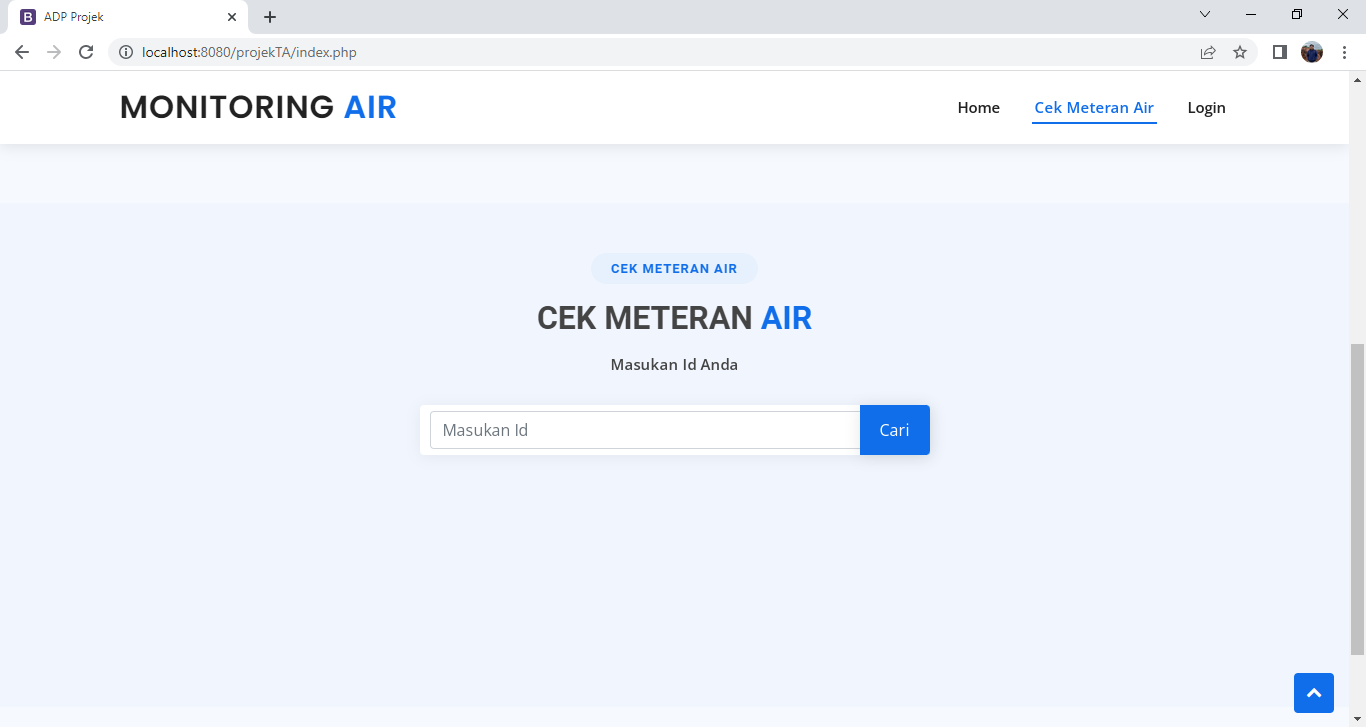 ADP Projek
localhost:8080/projekTA/index.php
MONITORING AIR
Home
Cek Meteran Air
Login
CEK METERAN AIR
CEK METERAN AIR
Masukan Id Anda
Masukan Id
Cari